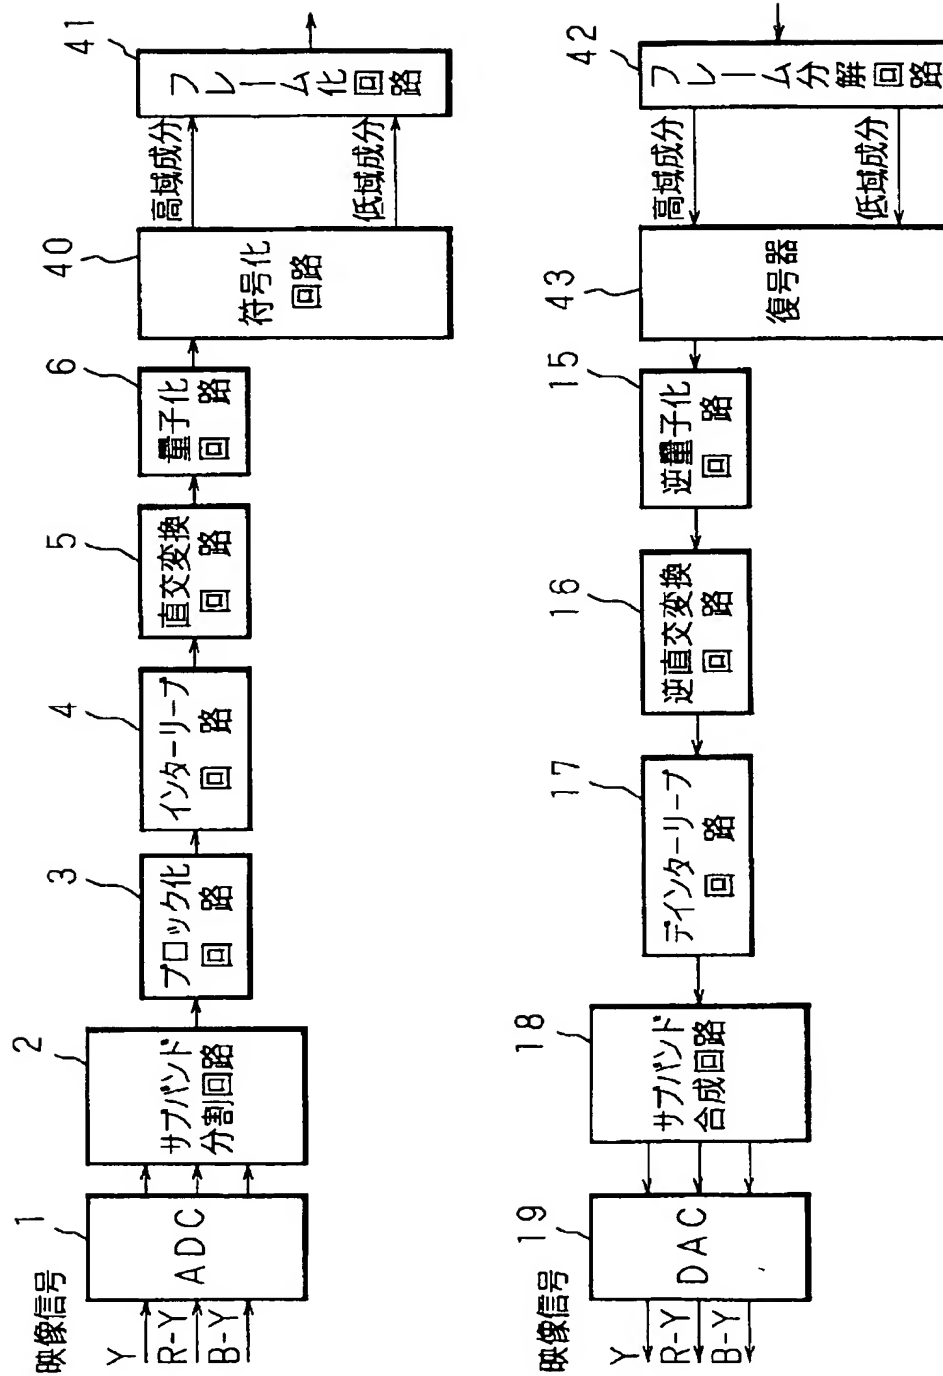 映像信号
Y
R-Y
B-Y
1
ADC
2
サブバンド
分割回路
3
ブロック化
回路
4
インターリーブ
回路
5
直交変換
回路
6
量子化
回路
40
符号化
回路
高域成分
低域成分
41
フレーム化回路
映像信号
Y
R-Y
B-Y
19
DAC
18
サブバンド
合成回路
17
デインターリーブ
回路
16
逆直交変換
回路
15
逆量子化
回路
43
復号器
高域成分
低域成分
42
フレーム分解回路